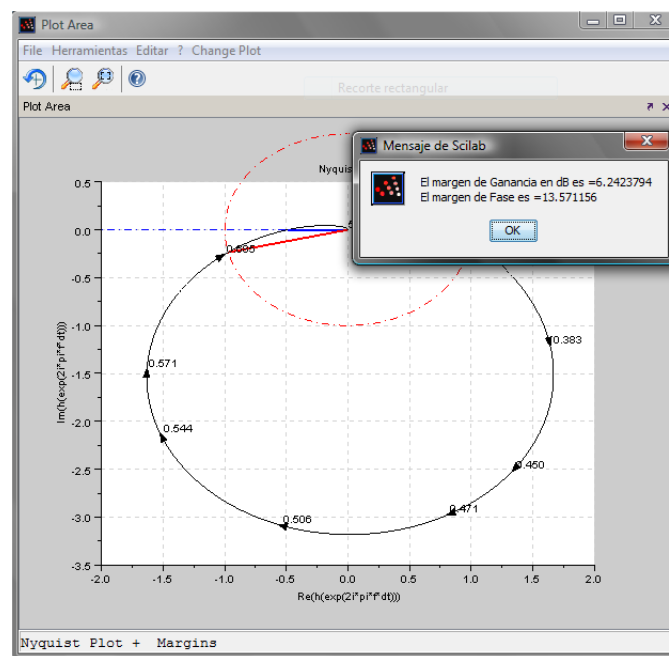 Plot Area
File Herramientas Editar ? Change Plot
Recorte rectangular
Plot Area
Mensaje de Scilab
El margen de Ganancia en dB es =6.2423794
El margen de Fase es =13.571156
OK
Nyquist
0.5
0.0
-0.5
-1.0
-1.5
-2.0
-2.5
-3.0
-3.5
Im(h(exp(2i*pi*f*dt)))
0.605
0.383
0.571
0.544
0.450
0.471
0.506
-2.0
-1.5
-1.0
-0.5
0.0
0.5
1.0
1.5
2.0
Re(h(exp(2i*pi*f*dt)))
Nyquist Plot + Margins